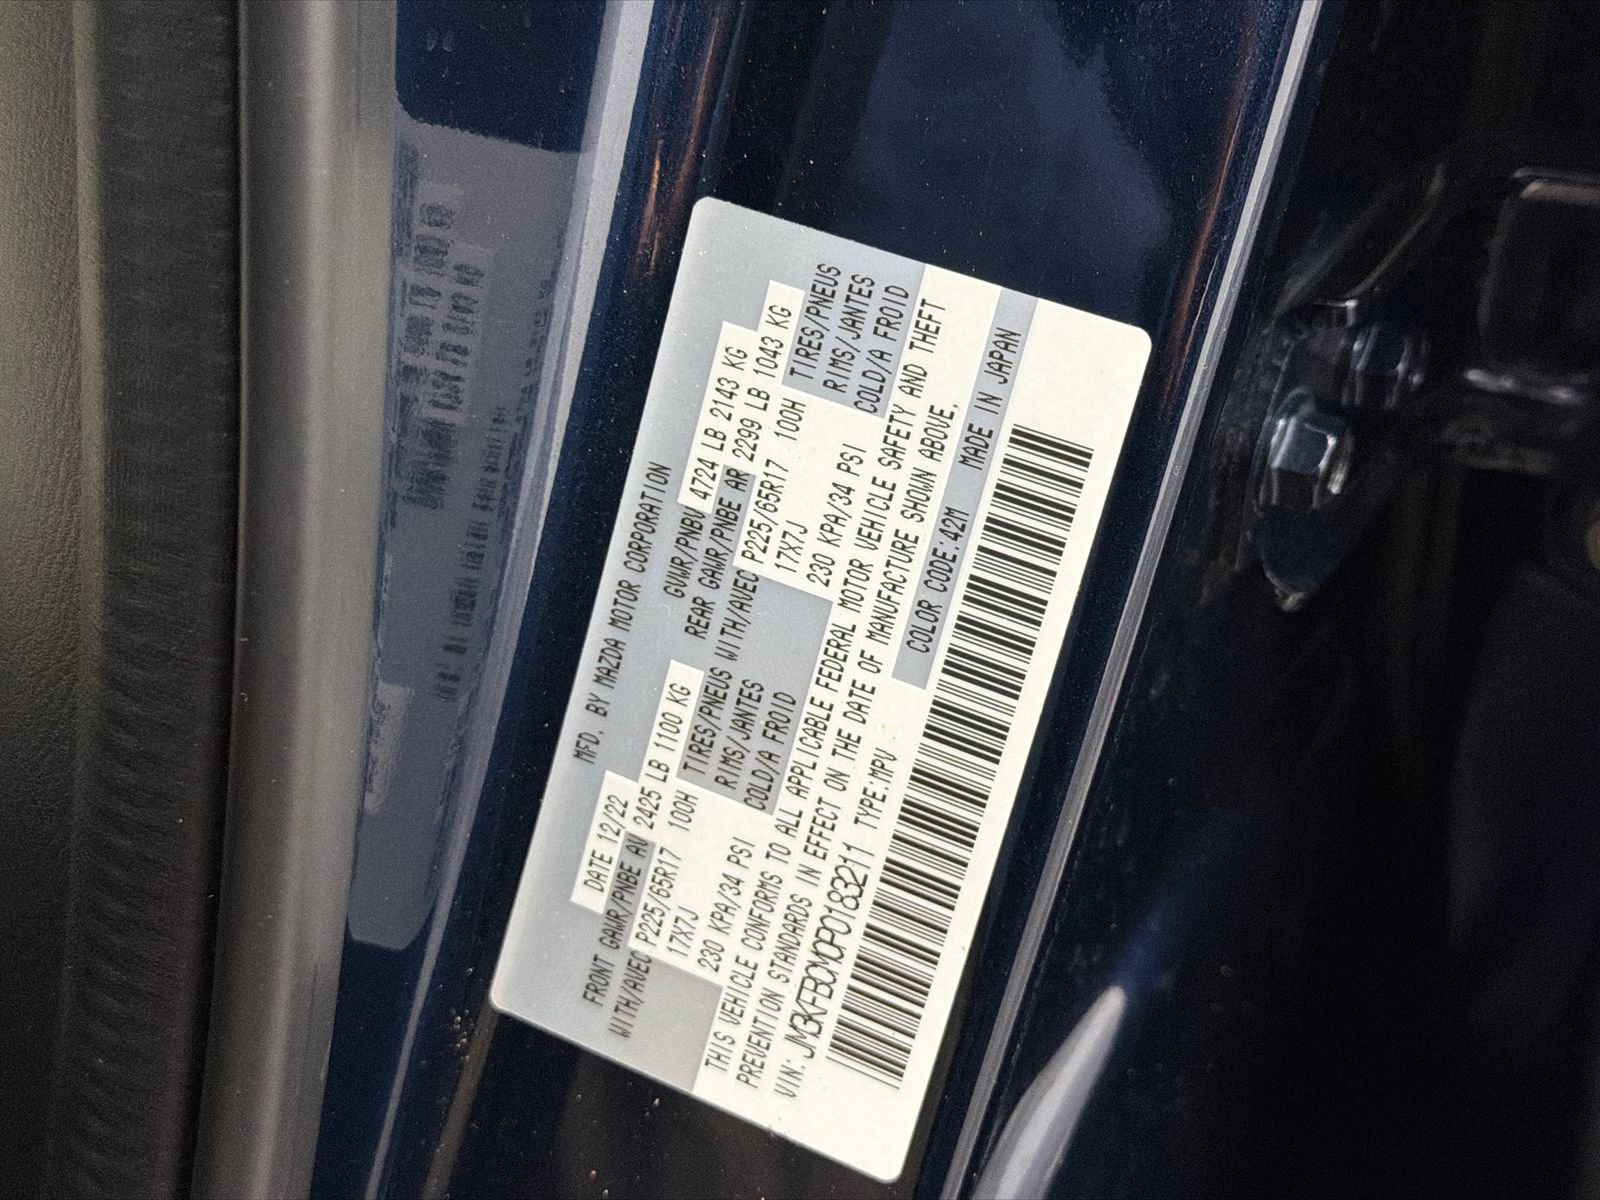 MFD. BY MAZDA MOTOR CORPORATION
DATE 12/22 GVWR/PNBV 4724 LB 2143 KG
FRONT GAWR/PNBE AV 2425 LB 1100 KG REAR GAWR/PNBE AR 2299 LB 1043 KG
WITH/AVEC P225/65R17 100H TIRES/PNEUS WITH/AVEC P225/65R17 100H TIRES/PNEUS
17X7J RIMS/JANTES 17X7J RIMS/JANTES
230 KPA/34 PSI COLD/A FROID 230 KPA/34 PSI COLD/A FROID
THIS VEHICLE CONFORMS TO ALL APPLICABLE FEDERAL MOTOR VEHICLE SAFETY AND THEFT
PREVENTION STANDARDS IN EFFECT ON THE DATE OF MANUFACTURE SHOWN ABOVE.
VIN: JM3KFBCM0P0183211 TYPE:MPV COLOR CODE:42M MADE IN JAPAN